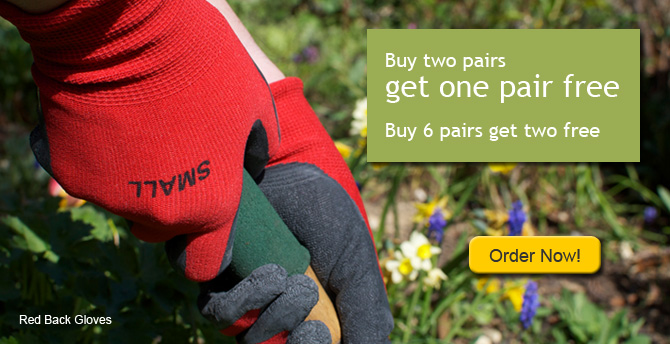 Buy two pairs
get one pair free
Buy 6 pairs get two free
SMALL
Order Now!
Red Back Gloves